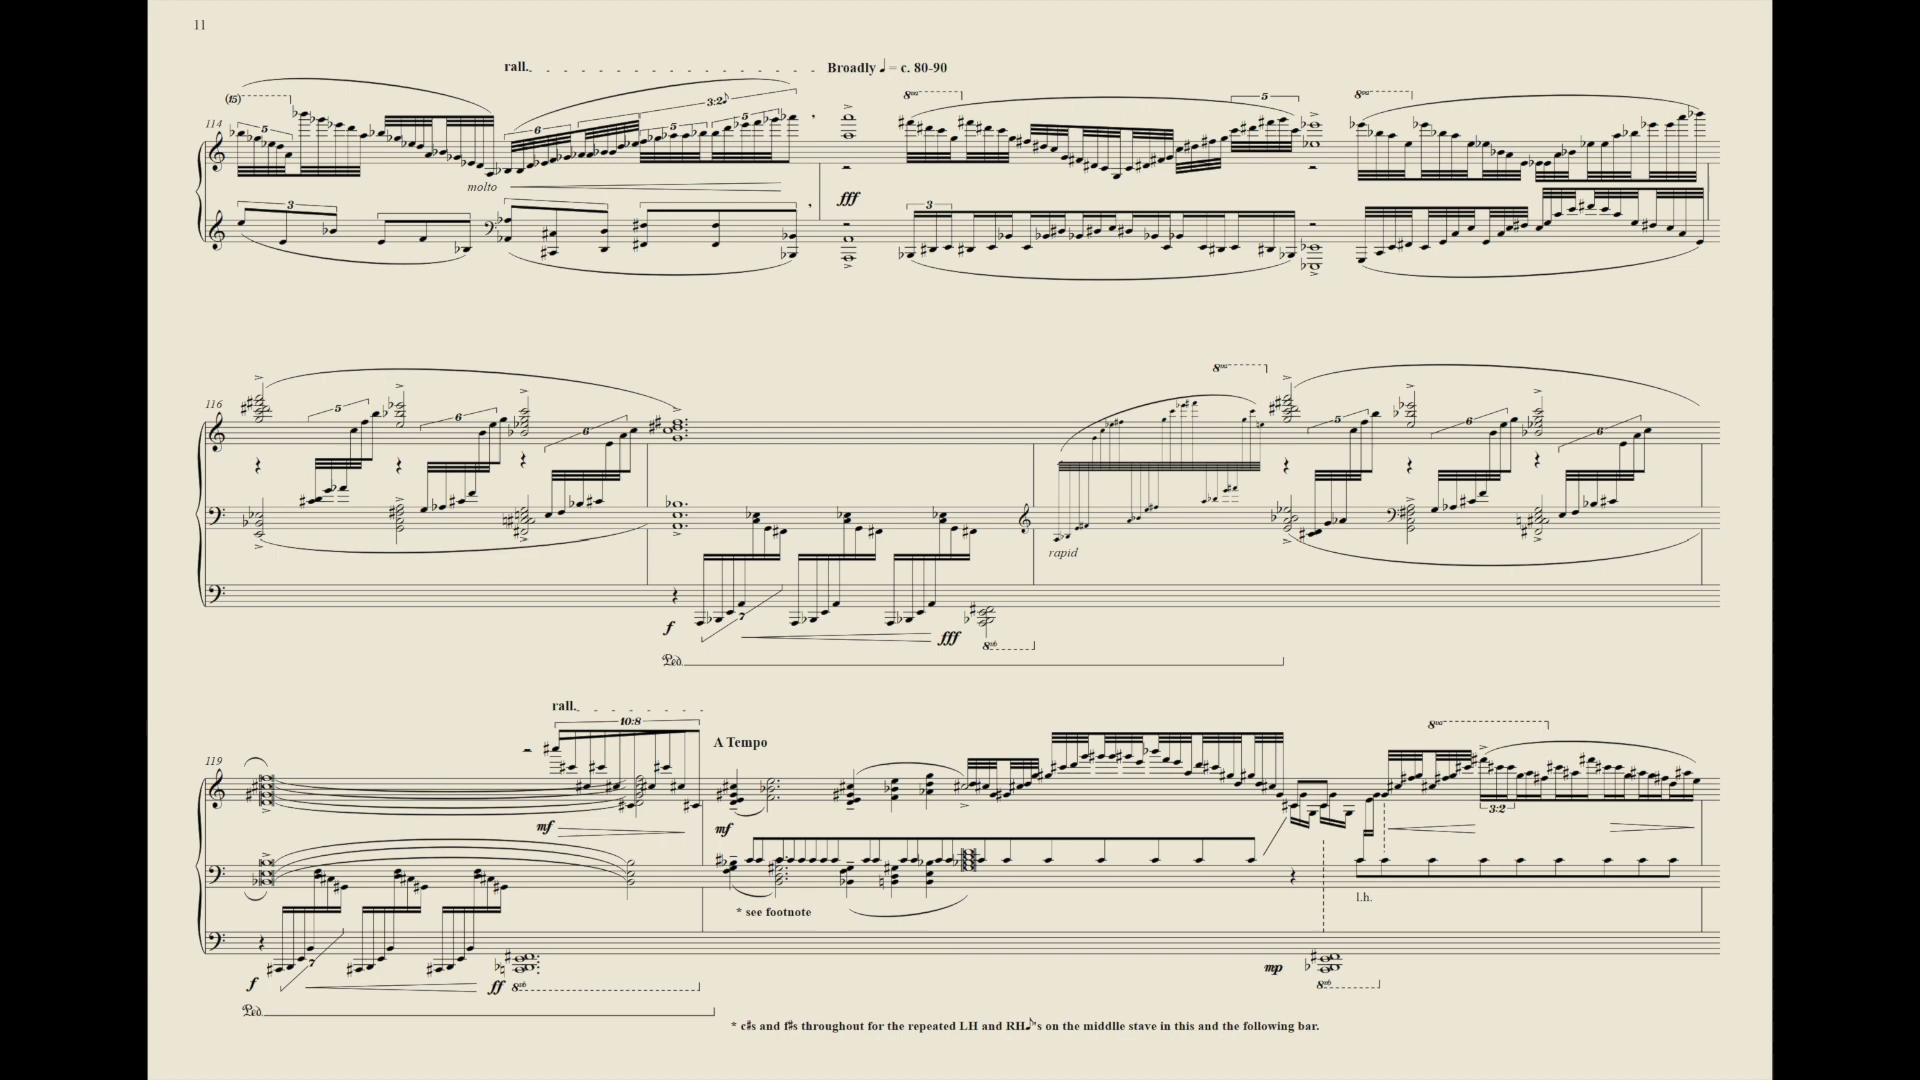 11
rall. Broadly ♩ = c. 80-90
(15) 3:2♪
114 5 6 5 5 8va 5 8va
molto
fff
3 3
8va
116 5 6 6 5 6 6
rapid
7
f fff 8vb
Ped.
rall.
10:8 8va
A Tempo
119
3:2
mf mf
l.h.
* see footnote
7
mp
f ff 8vb 8vb
Ped.
* c♯s and f♯s throughout for the repeated LH and RH♪'s on the middlle stave in this and the following bar.